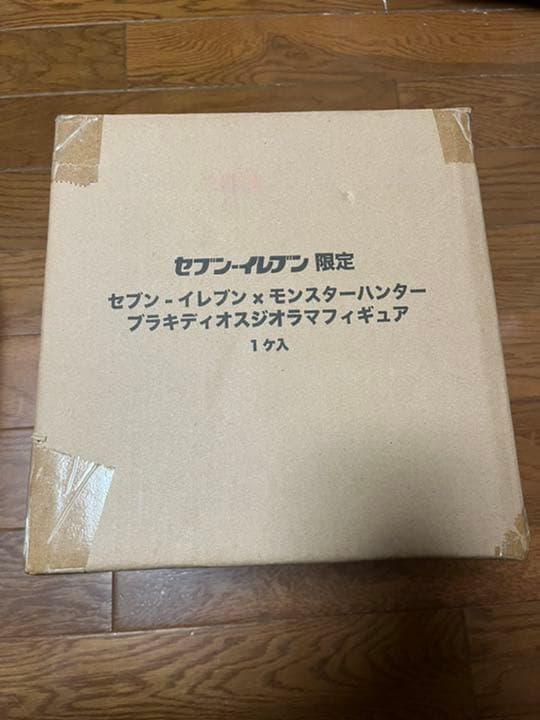 セブン-イレブン 限定
セブン - イレブン x モンスターハンター
ブラキディオスジオラマフィギュア
1ケ入